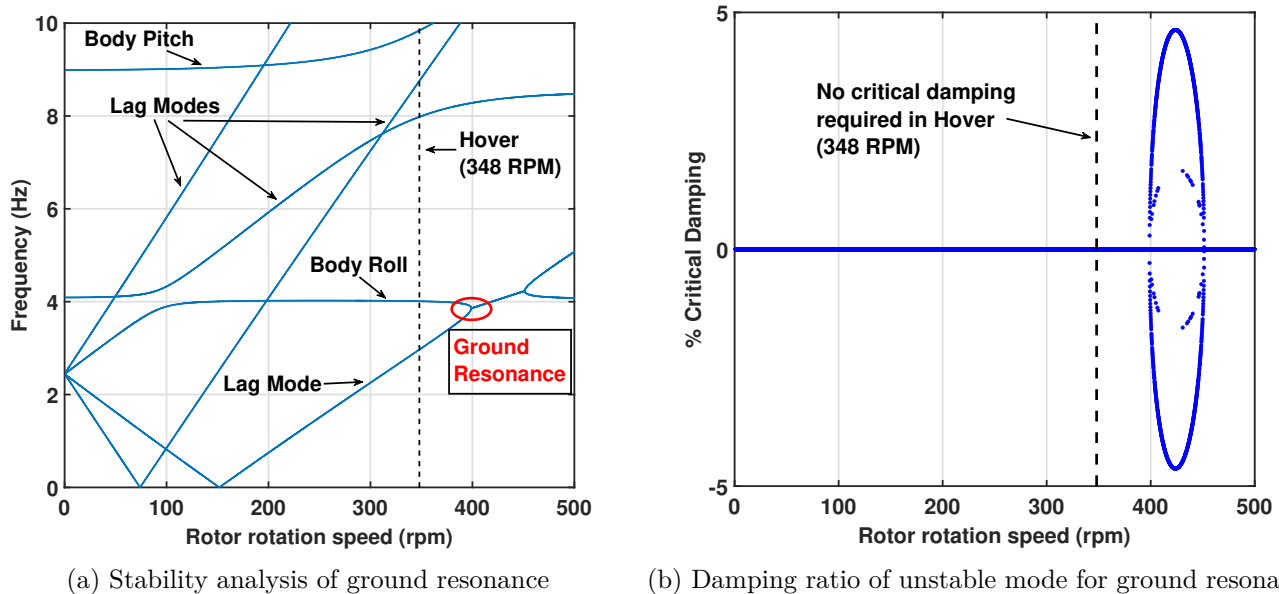 10
8
6
4
2
0
Frequency (Hz)
Body Pitch
Lag Modes
Hover
(348 RPM)
Body Roll
Ground
Resonance
Lag Mode
0 100 200 300 400 500
Rotor rotation speed (rpm)
(a) Stability analysis of ground resonance
5
0
-5
% Critical Damping
No critical damping
required in Hover
(348 RPM)
0 100 200 300 400 500
Rotor rotation speed (rpm)
(b) Damping ratio of unstable mode for ground resona